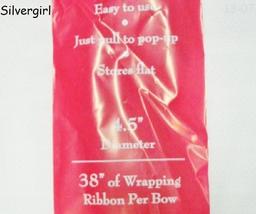 Silvergirl
Easy to use
Just pull to pop-up
Stores flat
4.5"
Diameter
38" of Wrapping
Ribbon Per Bow